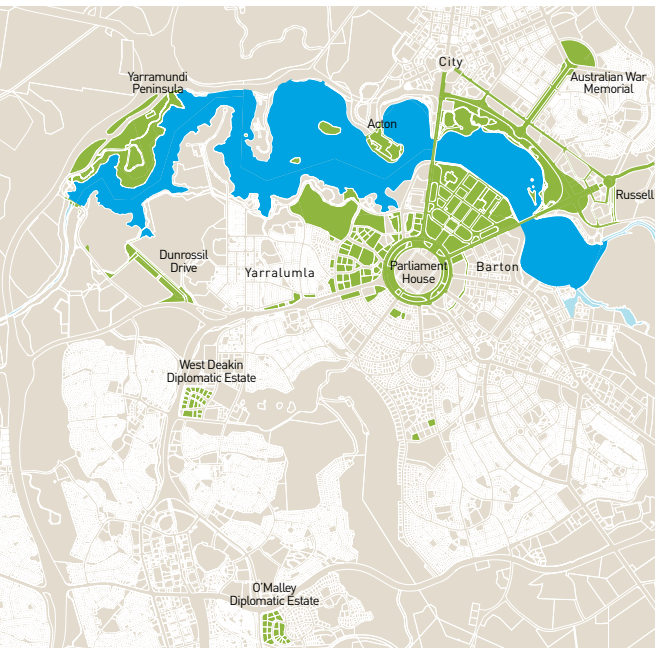 City
Yarramundi
Peninsula
Australian War
Memorial
Acton
Russell
Dunrossil
Drive
Yarralumla
Parliament
House
Barton
West Deakin
Diplomatic Estate
O'Malley
Diplomatic Estate